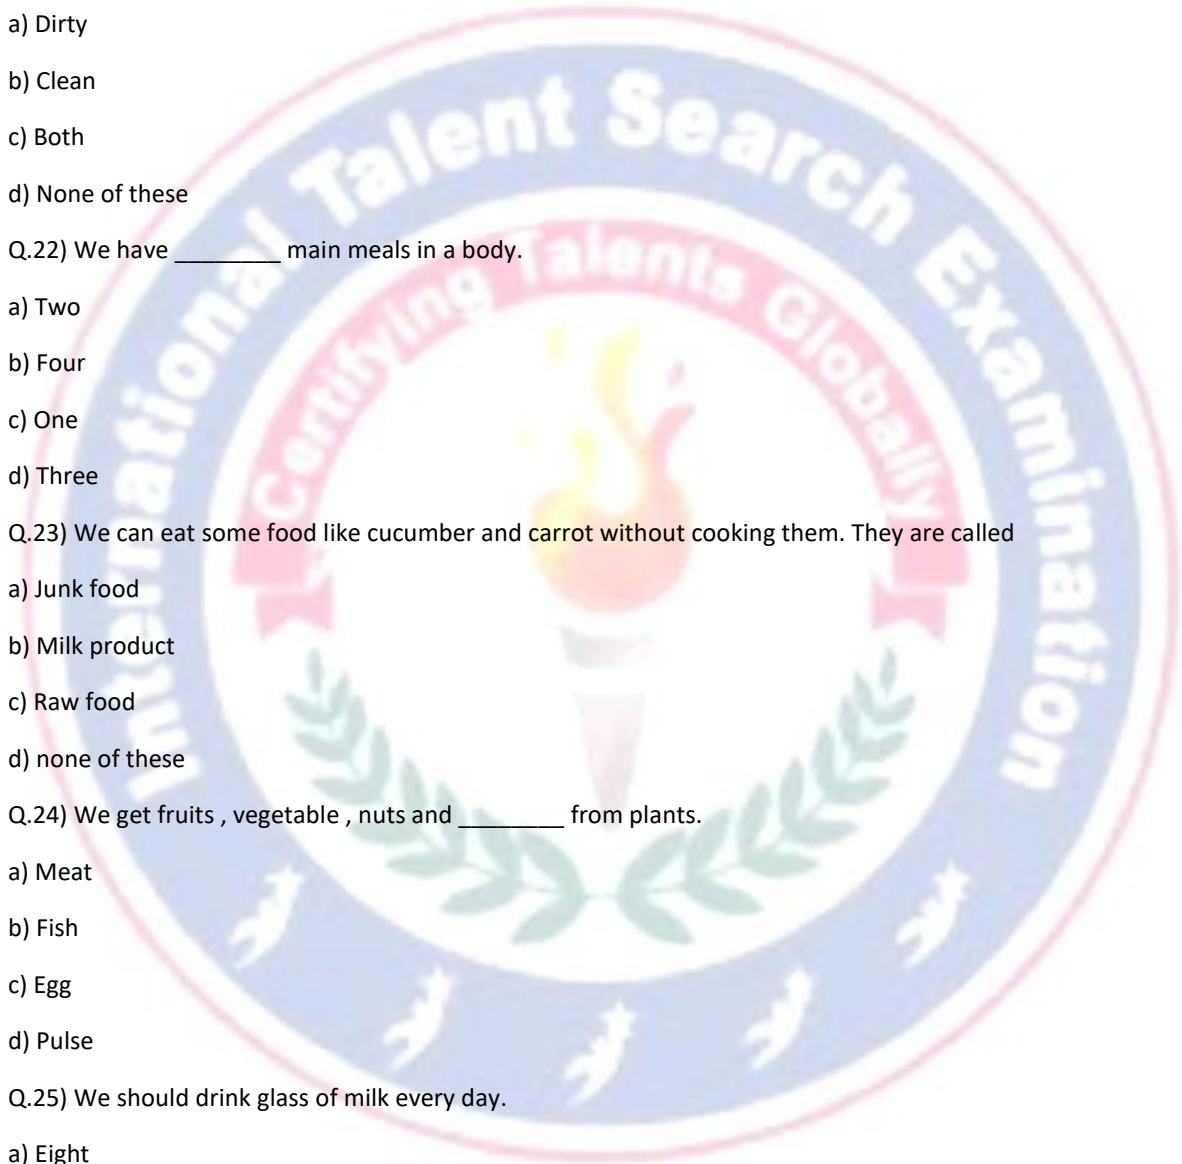 a) Dirty
b) Clean
c) Both
d) None of these
Q.22) We have ________ main meals in a body.
a) Two
b) Four
c) One
d) Three
Q.23) We can eat some food like cucumber and carrot without cooking them. They are called
a) Junk food
b) Milk product
c) Raw food
d) none of these
Q.24) We get fruits , vegetable , nuts and ________ from plants.
a) Meat
b) Fish
c) Egg
d) Pulse
Q.25) We should drink glass of milk every day.
a) Eight
International Talent Search Examination
Certifying Talents Globally